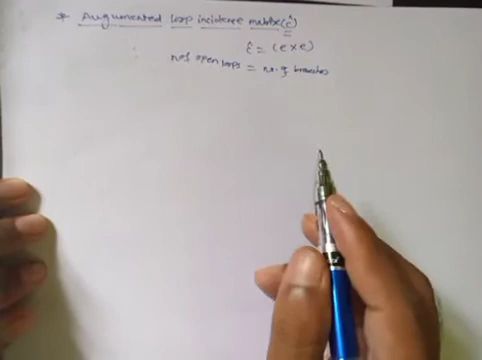 * Augmented loop incidence matrix (ĉ)
ĉ = (e x e)
no.of open loops = no. of branches